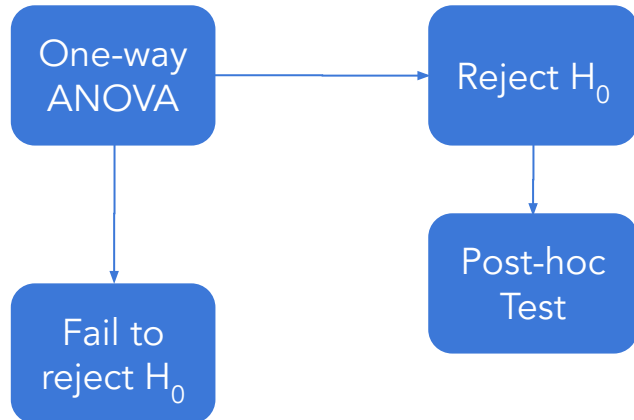 One-way
ANOVA
Reject H₀
Post-hoc
Test
Fail to
reject H₀